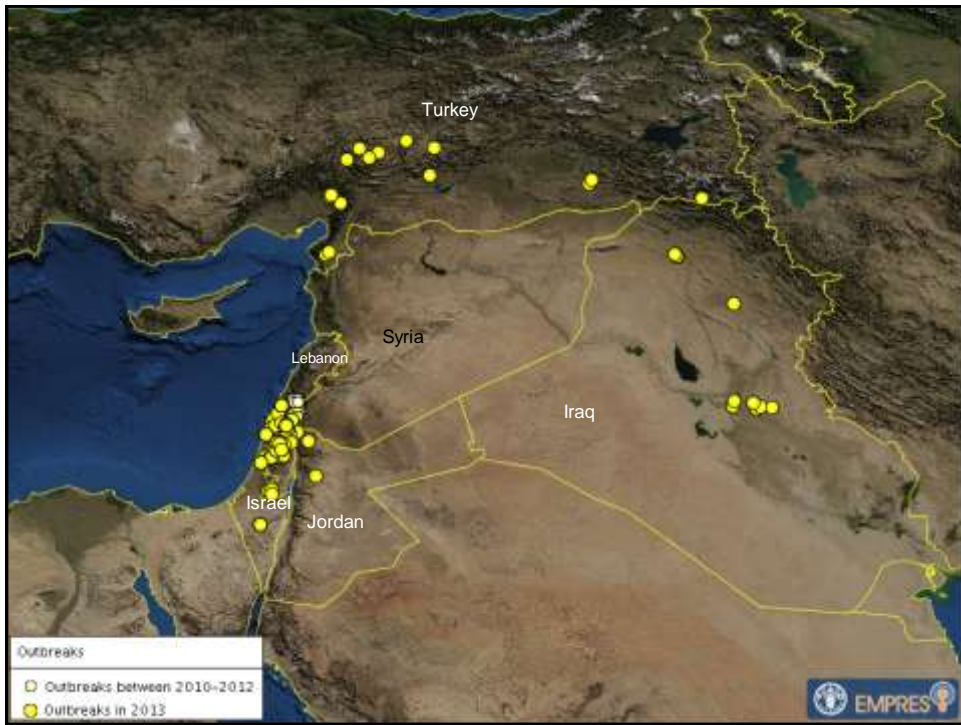 Turkey
Syria
Lebanon
Iraq
Israel
Jordan
Outbreaks
Outbreaks between 2010-2012
Outbreaks in 2013
EMPRES